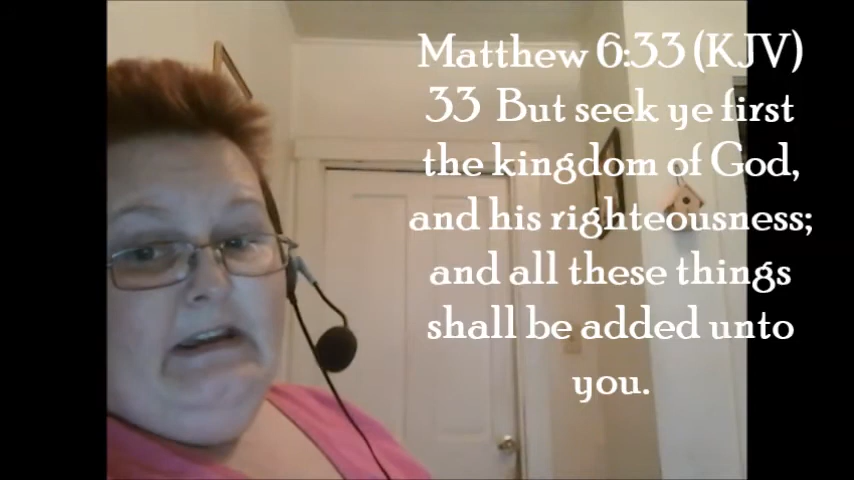 Matthew 6:33 (KJV)
33 But seek ye first
the kingdom of God,
and his righteousness;
and all these things
shall be added unto
you.